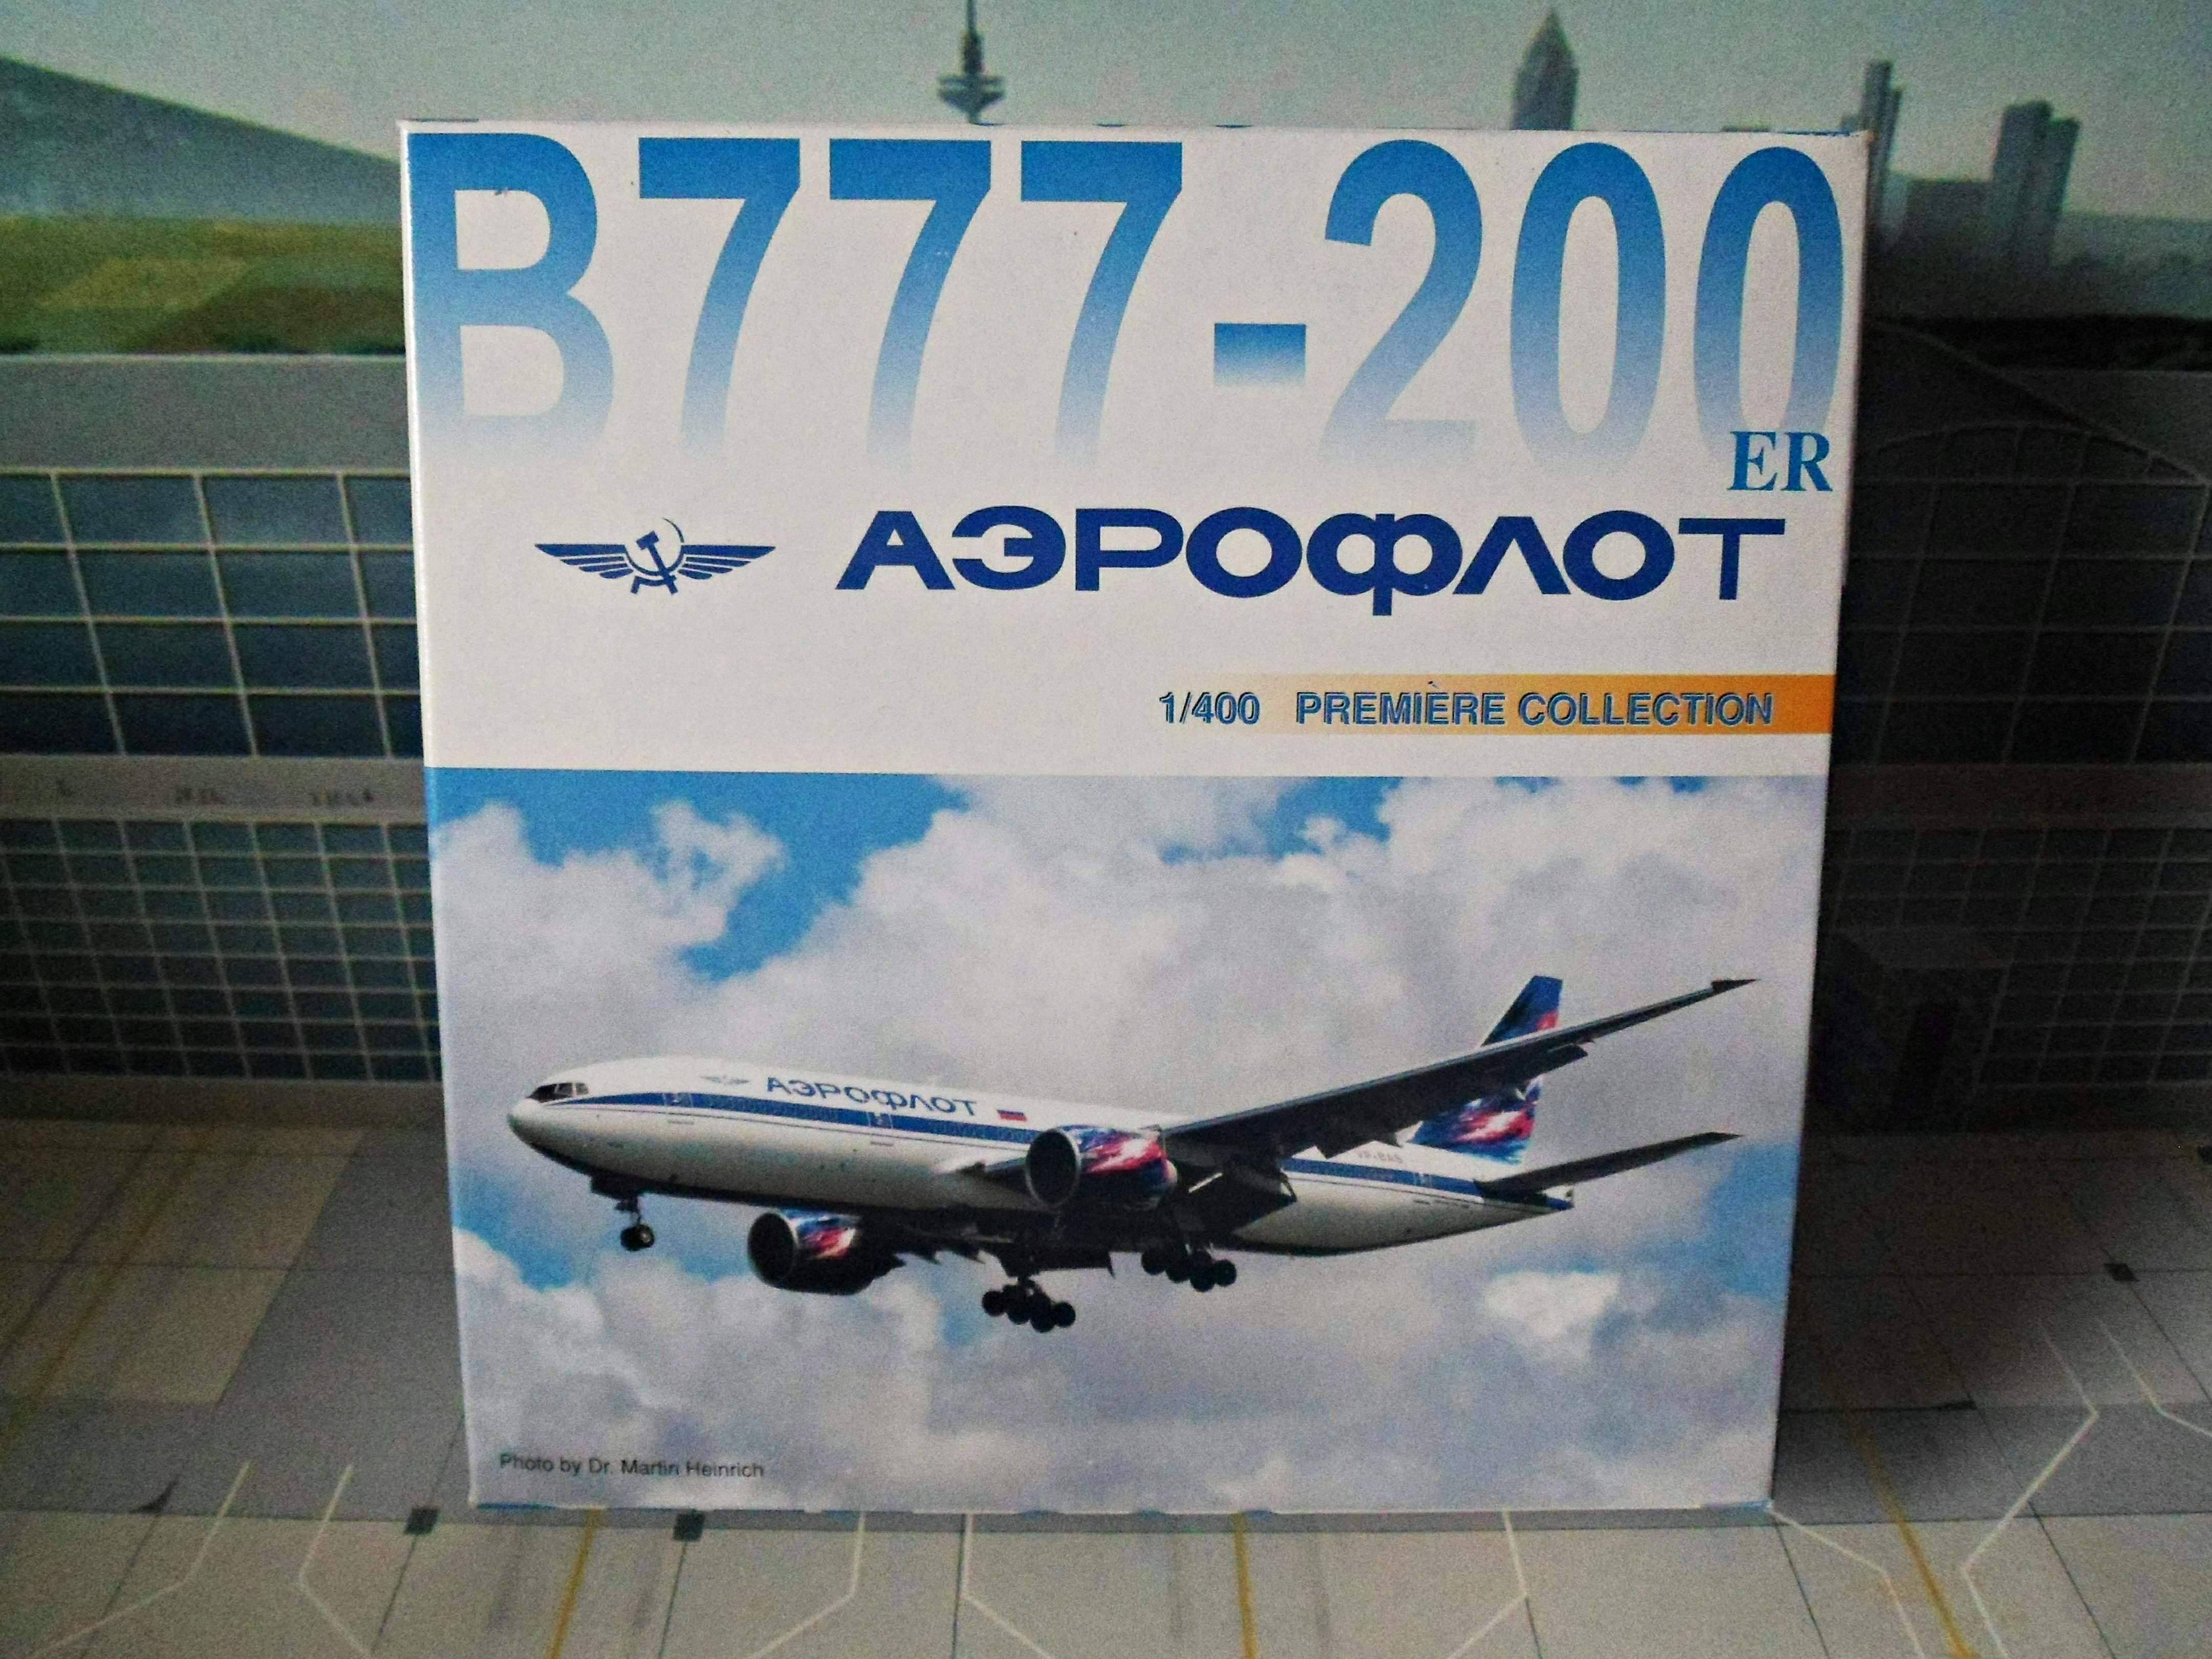 B777-200
ER
АЭРОФЛОТ
1/400 PREMIÈRE COLLECTION
АЭРОФЛОТ
Photo by Dr. Martin Heinrich